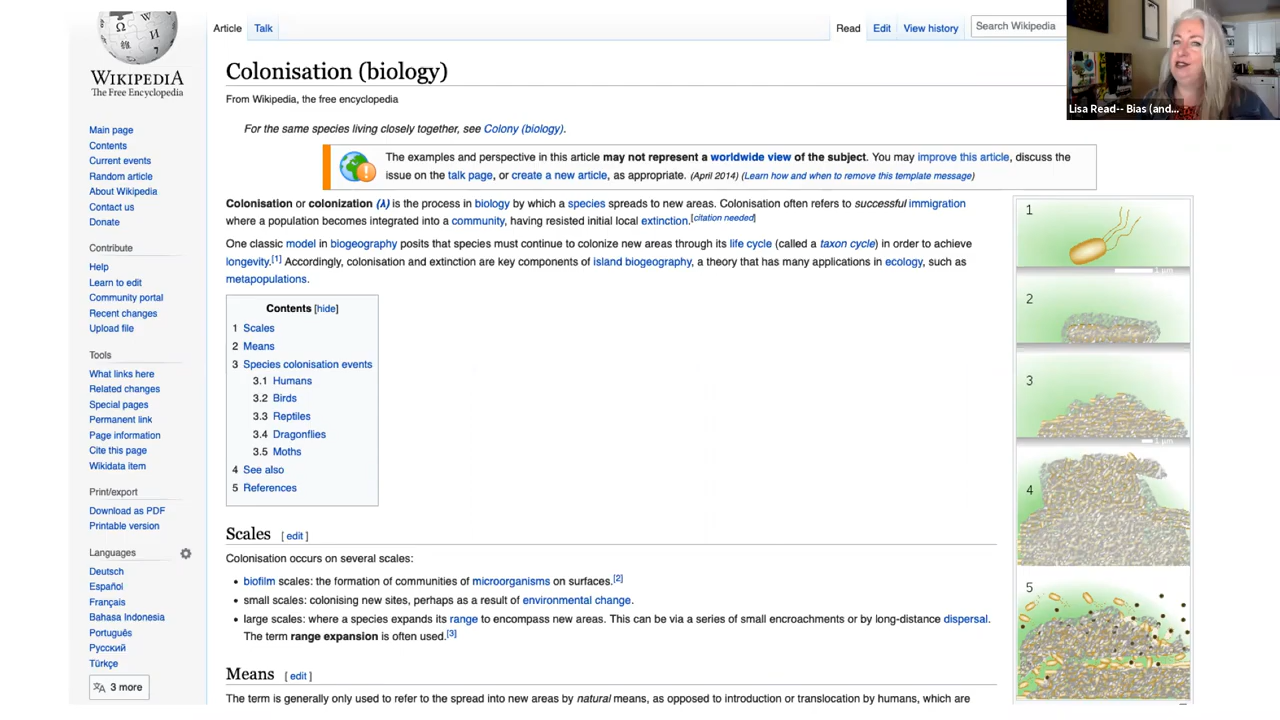 Article Talk Read Edit View history Search Wikipedia
WIKIPEDIA
The Free Encyclopedia
Main page
Contents
Current events
Random article
About Wikipedia
Contact us
Donate
Contribute
Help
Learn to edit
Community portal
Recent changes
Upload file
Tools
What links here
Related changes
Special pages
Permanent link
Page information
Cite this page
Wikidata item
Print/export
Download as PDF
Printable version
Languages
Deutsch
Español
Français
Bahasa Indonesia
Português
Русский
Türkçe
3 more
Colonisation (biology)
From Wikipedia, the free encyclopedia
For the same species living closely together, see Colony (biology).
The examples and perspective in this article may not represent a worldwide view of the subject. You may improve this article, discuss the
issue on the talk page, or create a new article, as appropriate. (April 2014) (Learn how and when to remove this template message)
Colonisation or colonization (λ) is the process in biology by which a species spreads to new areas. Colonisation often refers to successful immigration
where a population becomes integrated into a community, having resisted initial local extinction.[citation needed]
One classic model in biogeography posits that species must continue to colonize new areas through its life cycle (called a taxon cycle) in order to achieve
longevity.[1] Accordingly, colonisation and extinction are key components of island biogeography, a theory that has many applications in ecology, such as
metapopulations.
Contents [hide]
1 Scales
2 Means
3 Species colonisation events
3.1 Humans
3.2 Birds
3.3 Reptiles
3.4 Dragonflies
3.5 Moths
4 See also
5 References
Scales [ edit ]
Colonisation occurs on several scales:
• biofilm scales: the formation of communities of microorganisms on surfaces.[2]
• small scales: colonising new sites, perhaps as a result of environmental change.
• large scales: where a species expands its range to encompass new areas. This can be via a series of small encroachments or by long-distance dispersal.
The term range expansion is often used.[3]
Means [ edit ]
The term is generally only used to refer to the spread into new areas by natural means, as opposed to introduction or translocation by humans, which are
1
1 µm
2
3
1 µm
4
5
Lisa Read-- Bias (and...